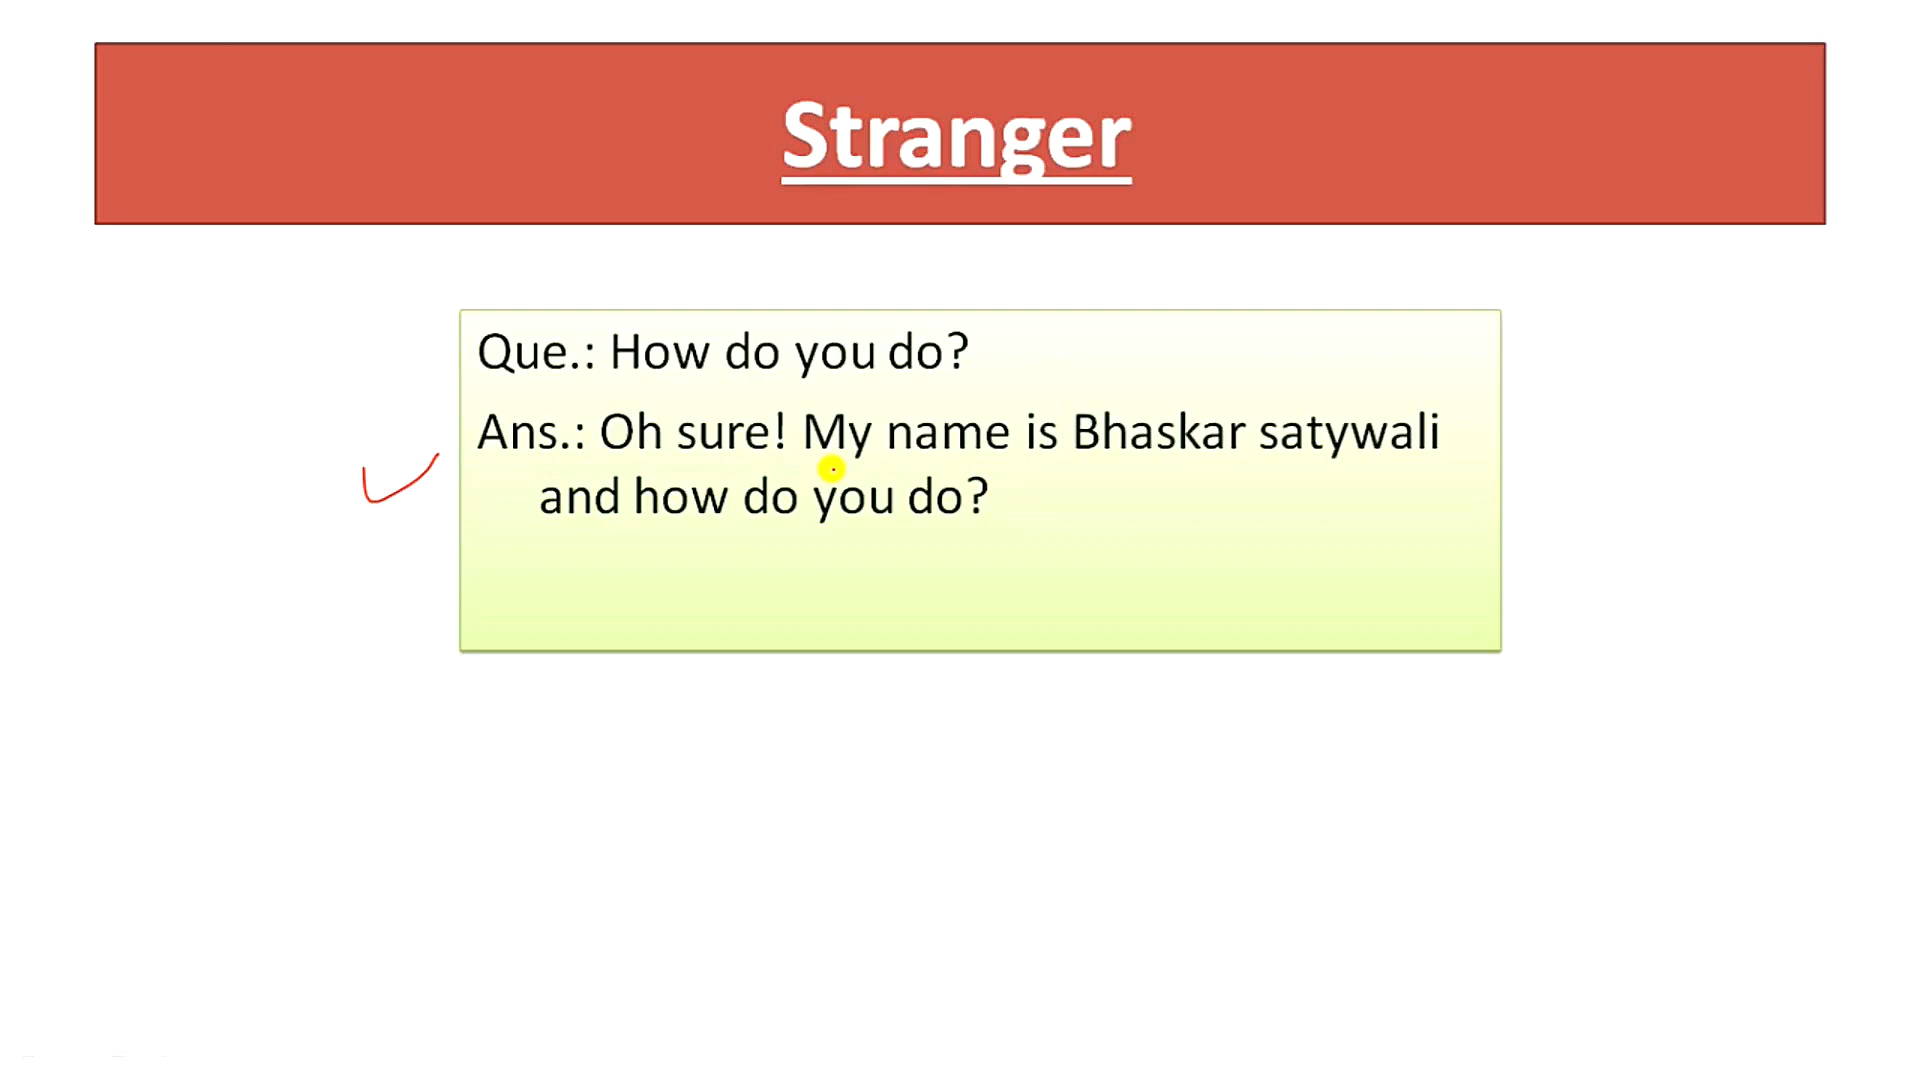 Stranger
Que.: How do you do?
Ans.: Oh sure! My name is Bhaskar satywali
and how do you do?